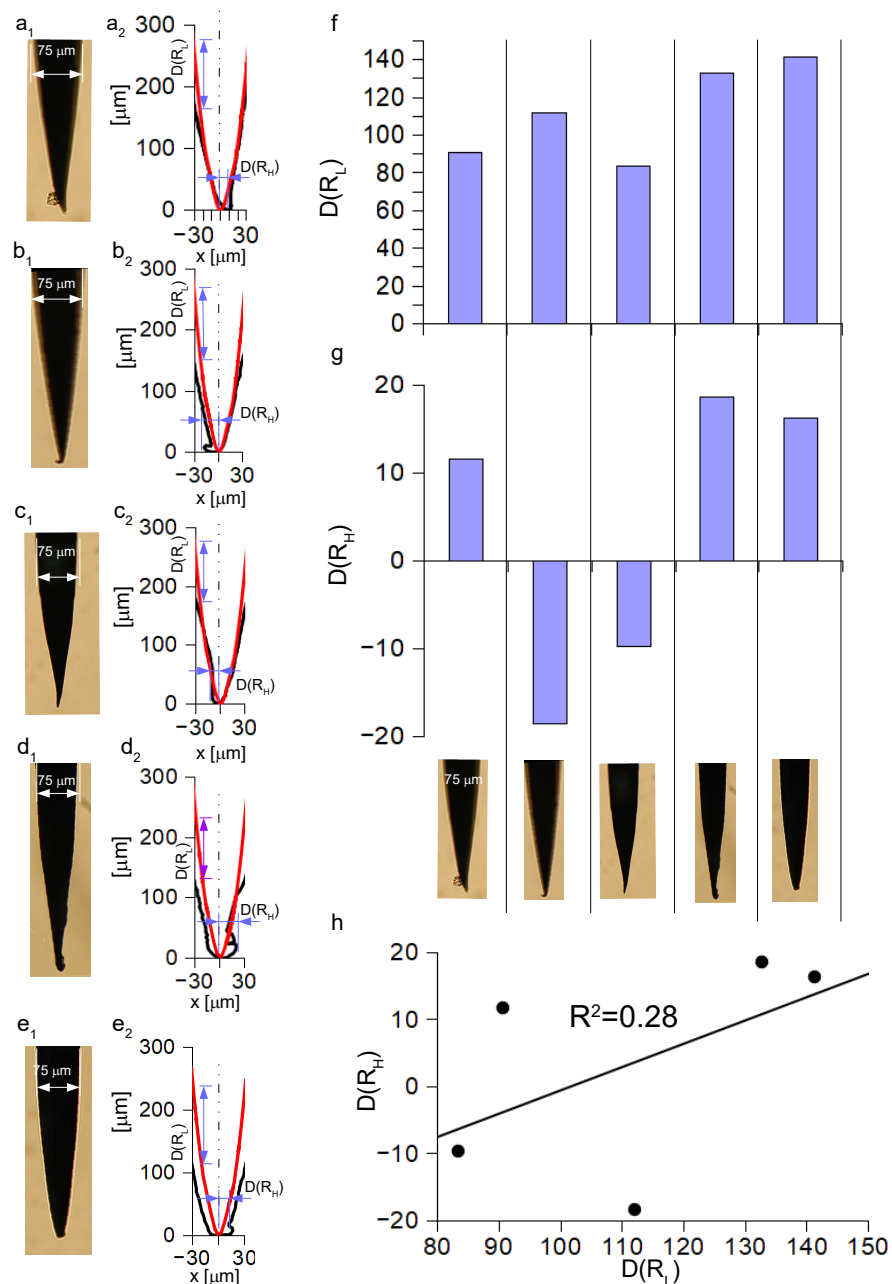 a1
75 μm
a2
300
200
100
0
[μm]
D(RL)
D(RH)
−30
30
x [μm]
b1
75 μm
b2
300
200
100
0
[μm]
D(RL)
D(RH)
−30
30
x [μm]
c1
75 μm
c2
300
200
100
0
[μm]
D(RL)
D(RH)
−30
30
x [μm]
d1
75 μm
d2
300
200
100
0
[μm]
D(RL)
D(RH)
−30
30
x [μm]
e1
75 μm
e2
300
200
100
0
[μm]
D(RL)
D(RH)
−30
30
x [μm]
f
D(RL)
140
120
100
80
60
40
20
0
g
D(RH)
20
10
0
−10
−20
75 μm
h
D(RH)
20
10
0
−10
−20
R2=0.28
80 90 100 110 120 130 140 150
D(RL)